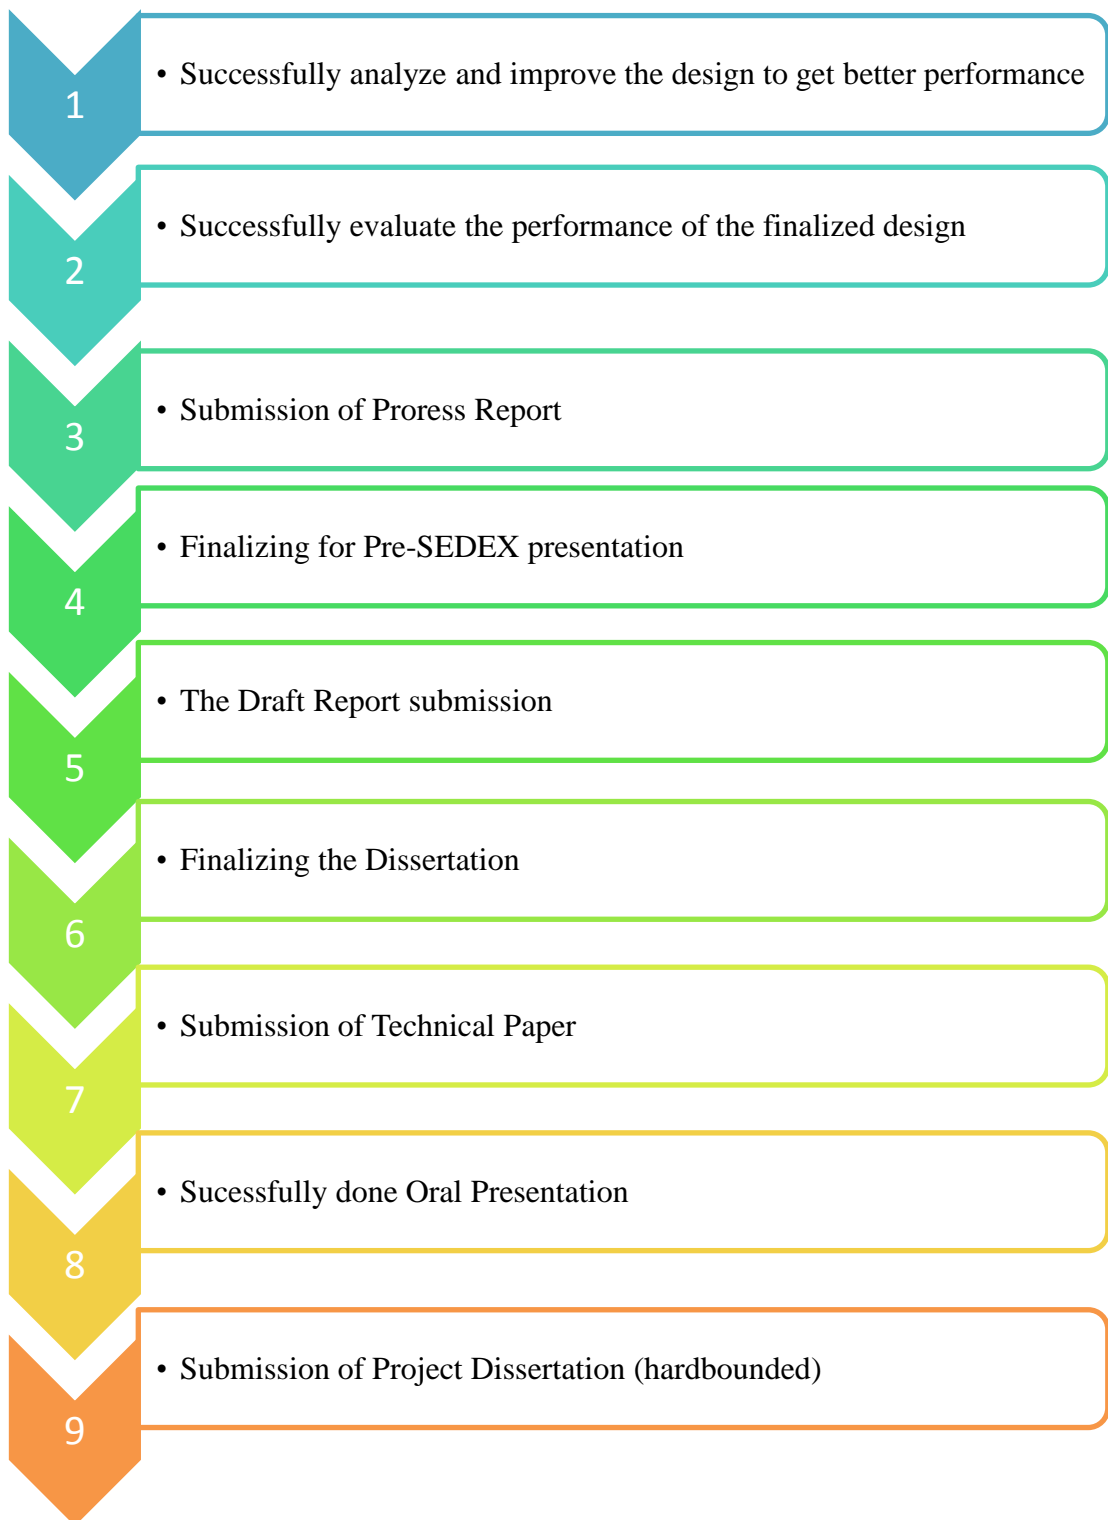 1
• Successfully analyze and improve the design to get better performance
2
• Successfully evaluate the performance of the finalized design
3
• Submission of Proress Report
4
• Finalizing for Pre-SEDEX presentation
5
• The Draft Report submission
6
• Finalizing the Dissertation
7
• Submission of Technical Paper
8
• Sucessfully done Oral Presentation
9
• Submission of Project Dissertation (hardbounded)